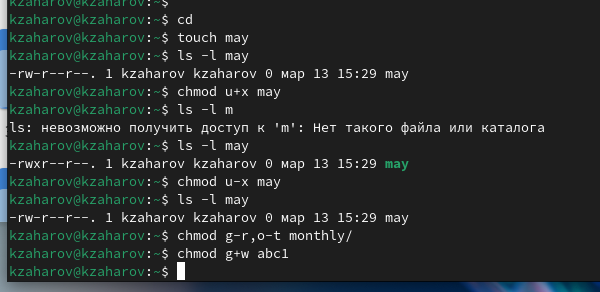 kzaharov@kzaharov:~$
kzaharov@kzaharov:~$ cd
kzaharov@kzaharov:~$ touch may
kzaharov@kzaharov:~$ ls -l may
-rw-r--r--. 1 kzaharov kzaharov 0 мар 13 15:29 may
kzaharov@kzaharov:~$ chmod u+x may
kzaharov@kzaharov:~$ ls -l m
ls: невозможно получить доступ к 'm': Нет такого файла или каталога
kzaharov@kzaharov:~$ ls -l may
-rwxr--r--. 1 kzaharov kzaharov 0 мар 13 15:29 may
kzaharov@kzaharov:~$ chmod u-x may
kzaharov@kzaharov:~$ ls -l may
-rw-r--r--. 1 kzaharov kzaharov 0 мар 13 15:29 may
kzaharov@kzaharov:~$ chmod g-r,o-t monthly/
kzaharov@kzaharov:~$ chmod g+w abc1
kzaharov@kzaharov:~$